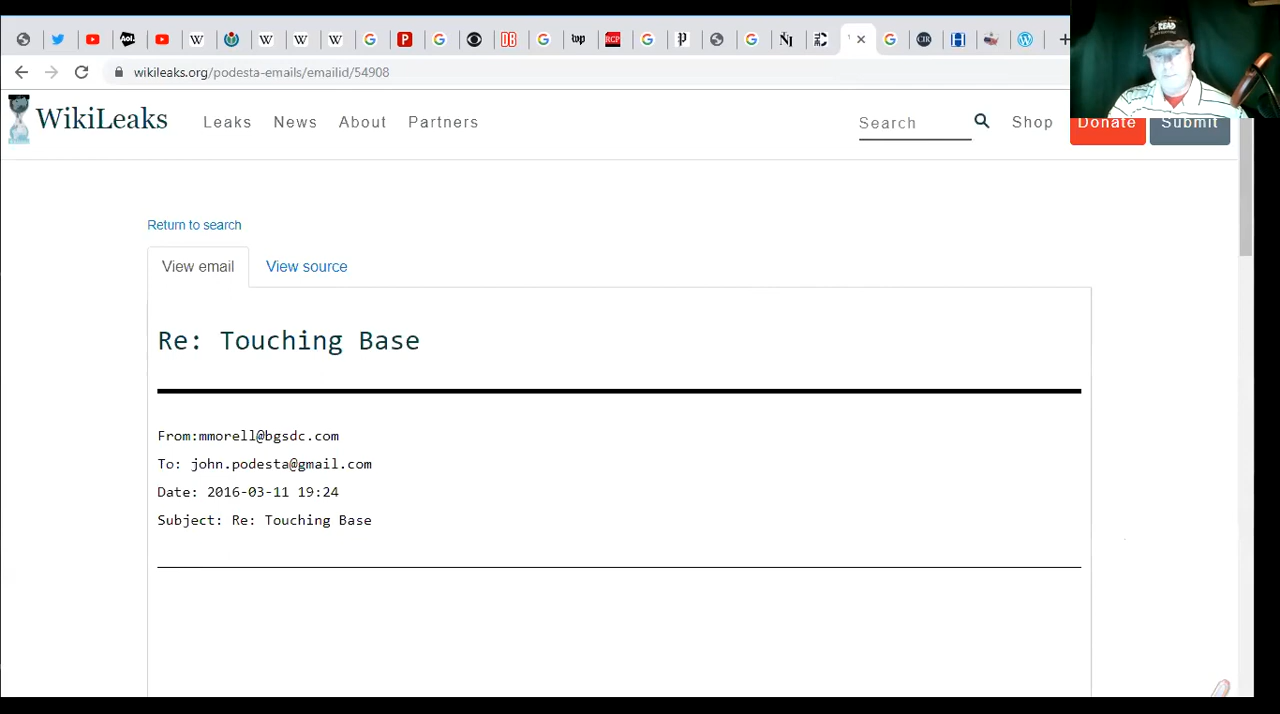 wikileaks.org/podesta-emails/emailid/54908
WikiLeaks Leaks News About Partners Search Shop Donate Submit
Return to search
View email View source
Re: Touching Base
From:mmorell@bgsdc.com
To: john.podesta@gmail.com
Date: 2016-03-11 19:24
Subject: Re: Touching Base